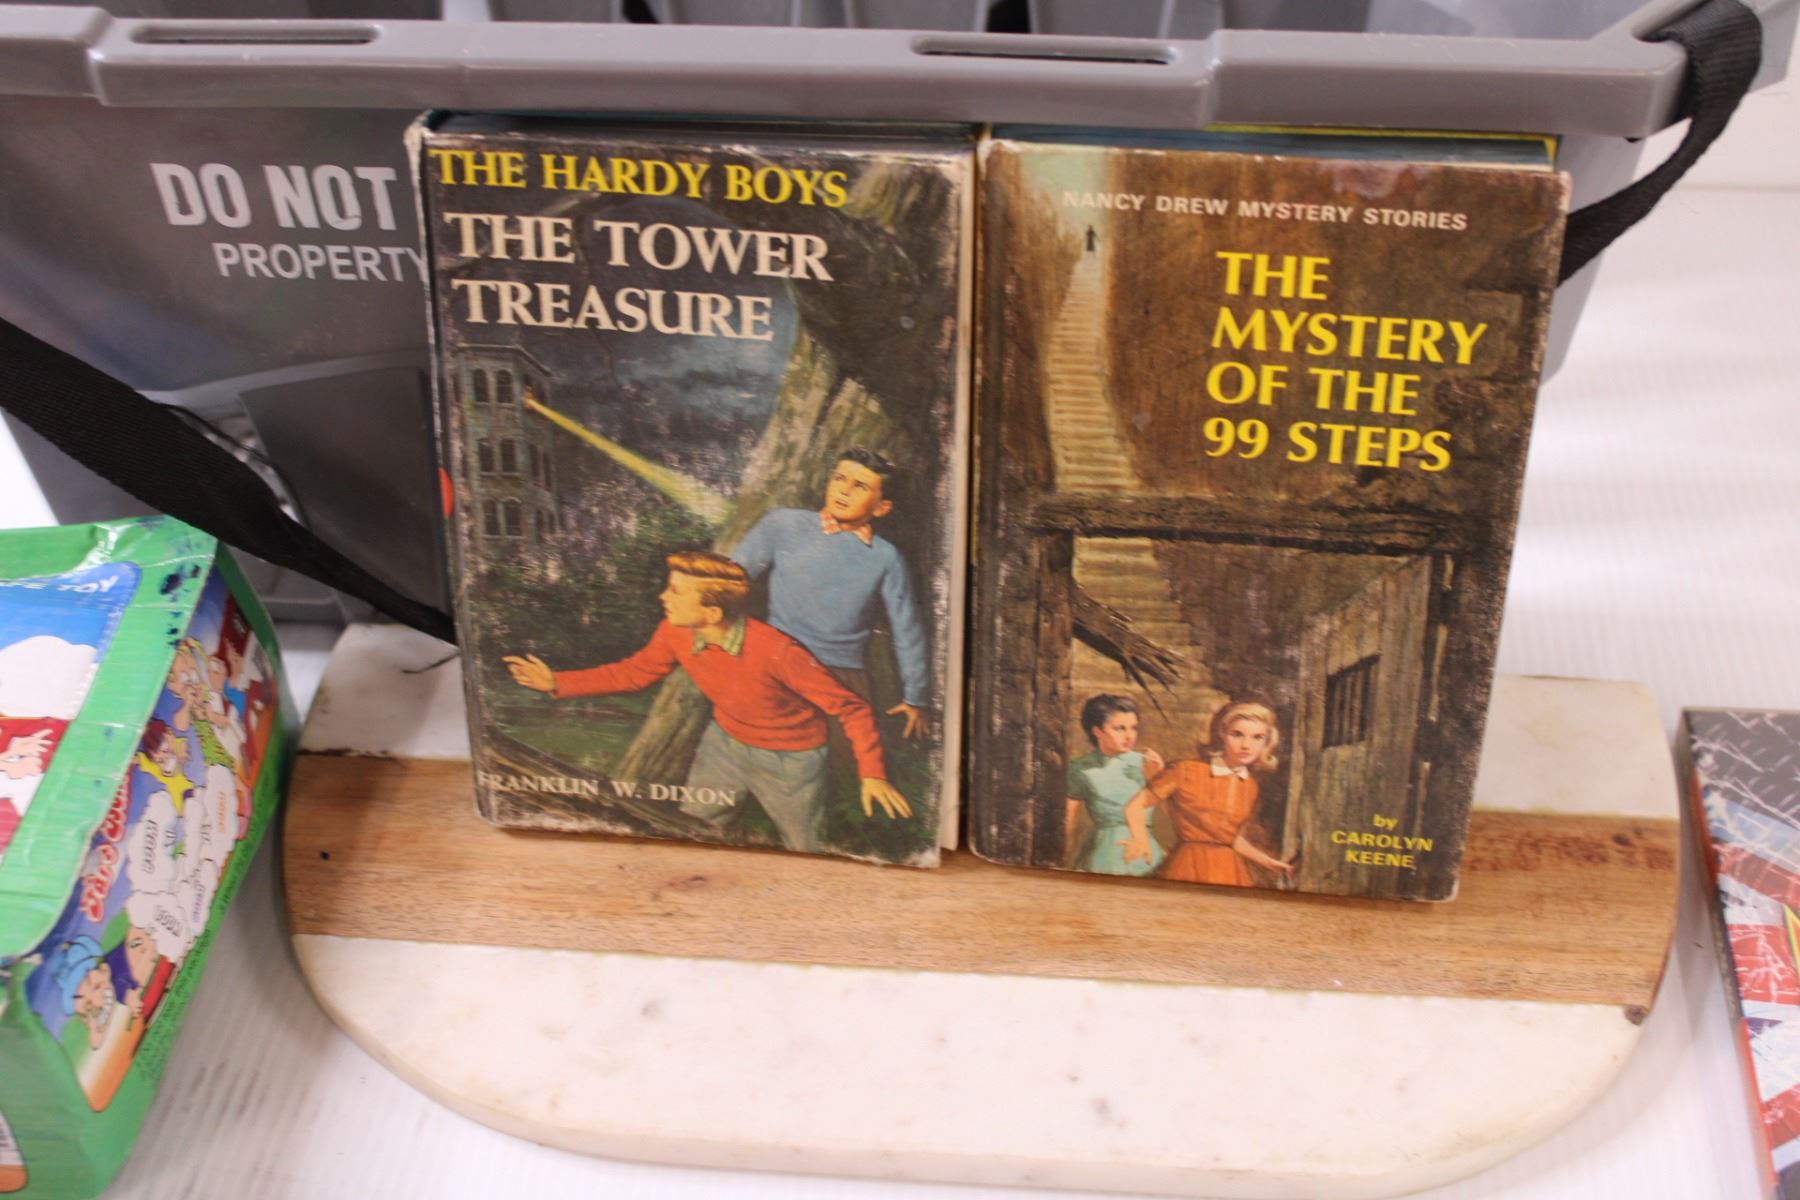 DO NOT
PROPERTY
THE HARDY BOYS
THE TOWER
TREASURE
FRANKLIN W. DIXON
NANCY DREW MYSTERY STORIES
THE
MYSTERY
OF THE
99 STEPS
by
CAROLYN
KEENE
TOY